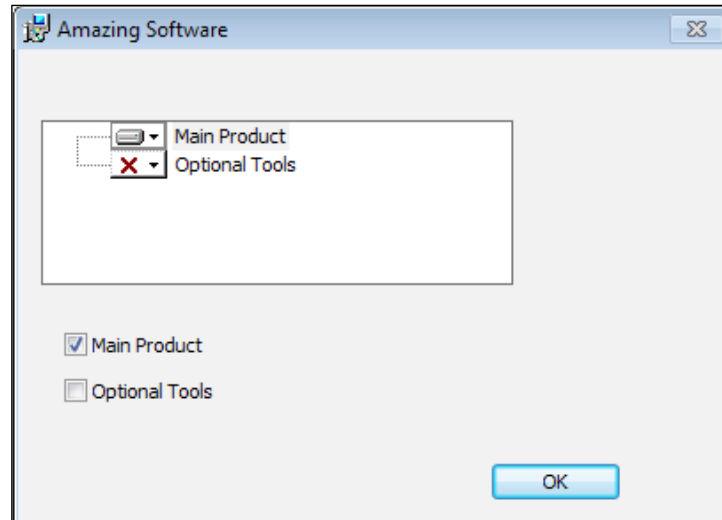 Amazing Software
Main Product
Optional Tools
Main Product
Optional Tools
OK